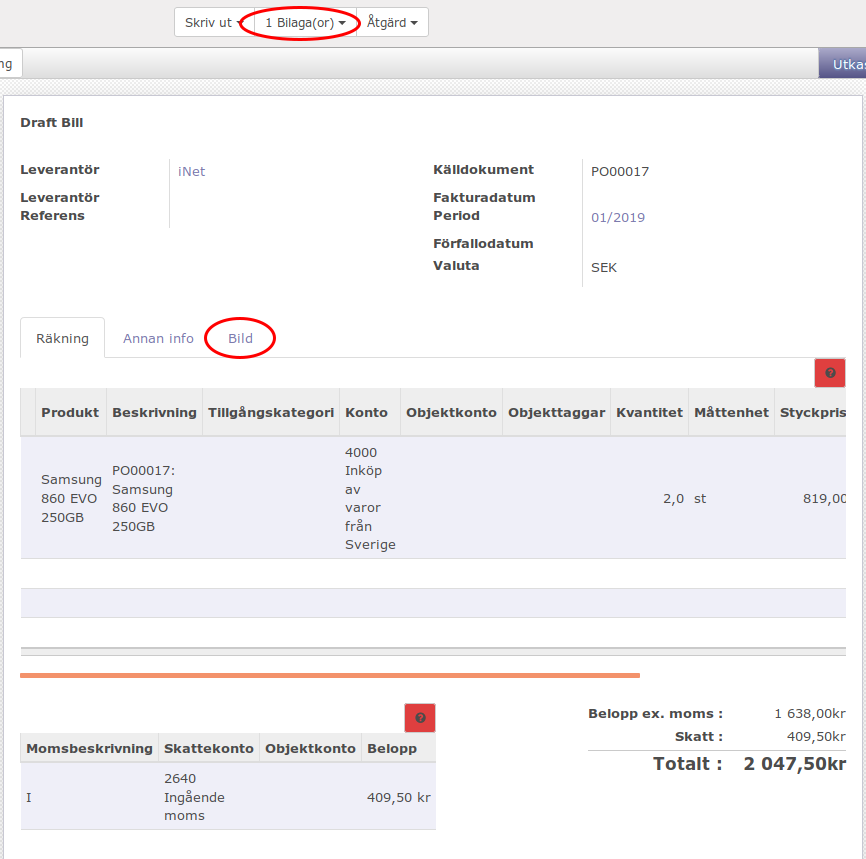 Skriv ut 1 Bilaga(or) Åtgärd
ng Utkas
Draft Bill
Leverantör iNet
Leverantör
Referens
Källdokument PO00017
Fakturadatum
Period 01/2019
Förfallodatum
Valuta SEK
Räkning Annan info Bild
Produkt Beskrivning Tillgångskategori Konto Objektkonto Objekttaggar Kvantitet Måttenhet Styckpris
Samsung
860 EVO
250GB
PO00017:
Samsung
860 EVO
250GB
4000
Inköp
av
varor
från
Sverige
2,0 st 819,00
Momsbeskrivning Skattekonto Objektkonto Belopp
I
2640
Ingående
moms
409,50 kr
Belopp ex. moms : 1 638,00kr
Skatt : 409,50kr
Totalt : 2 047,50kr